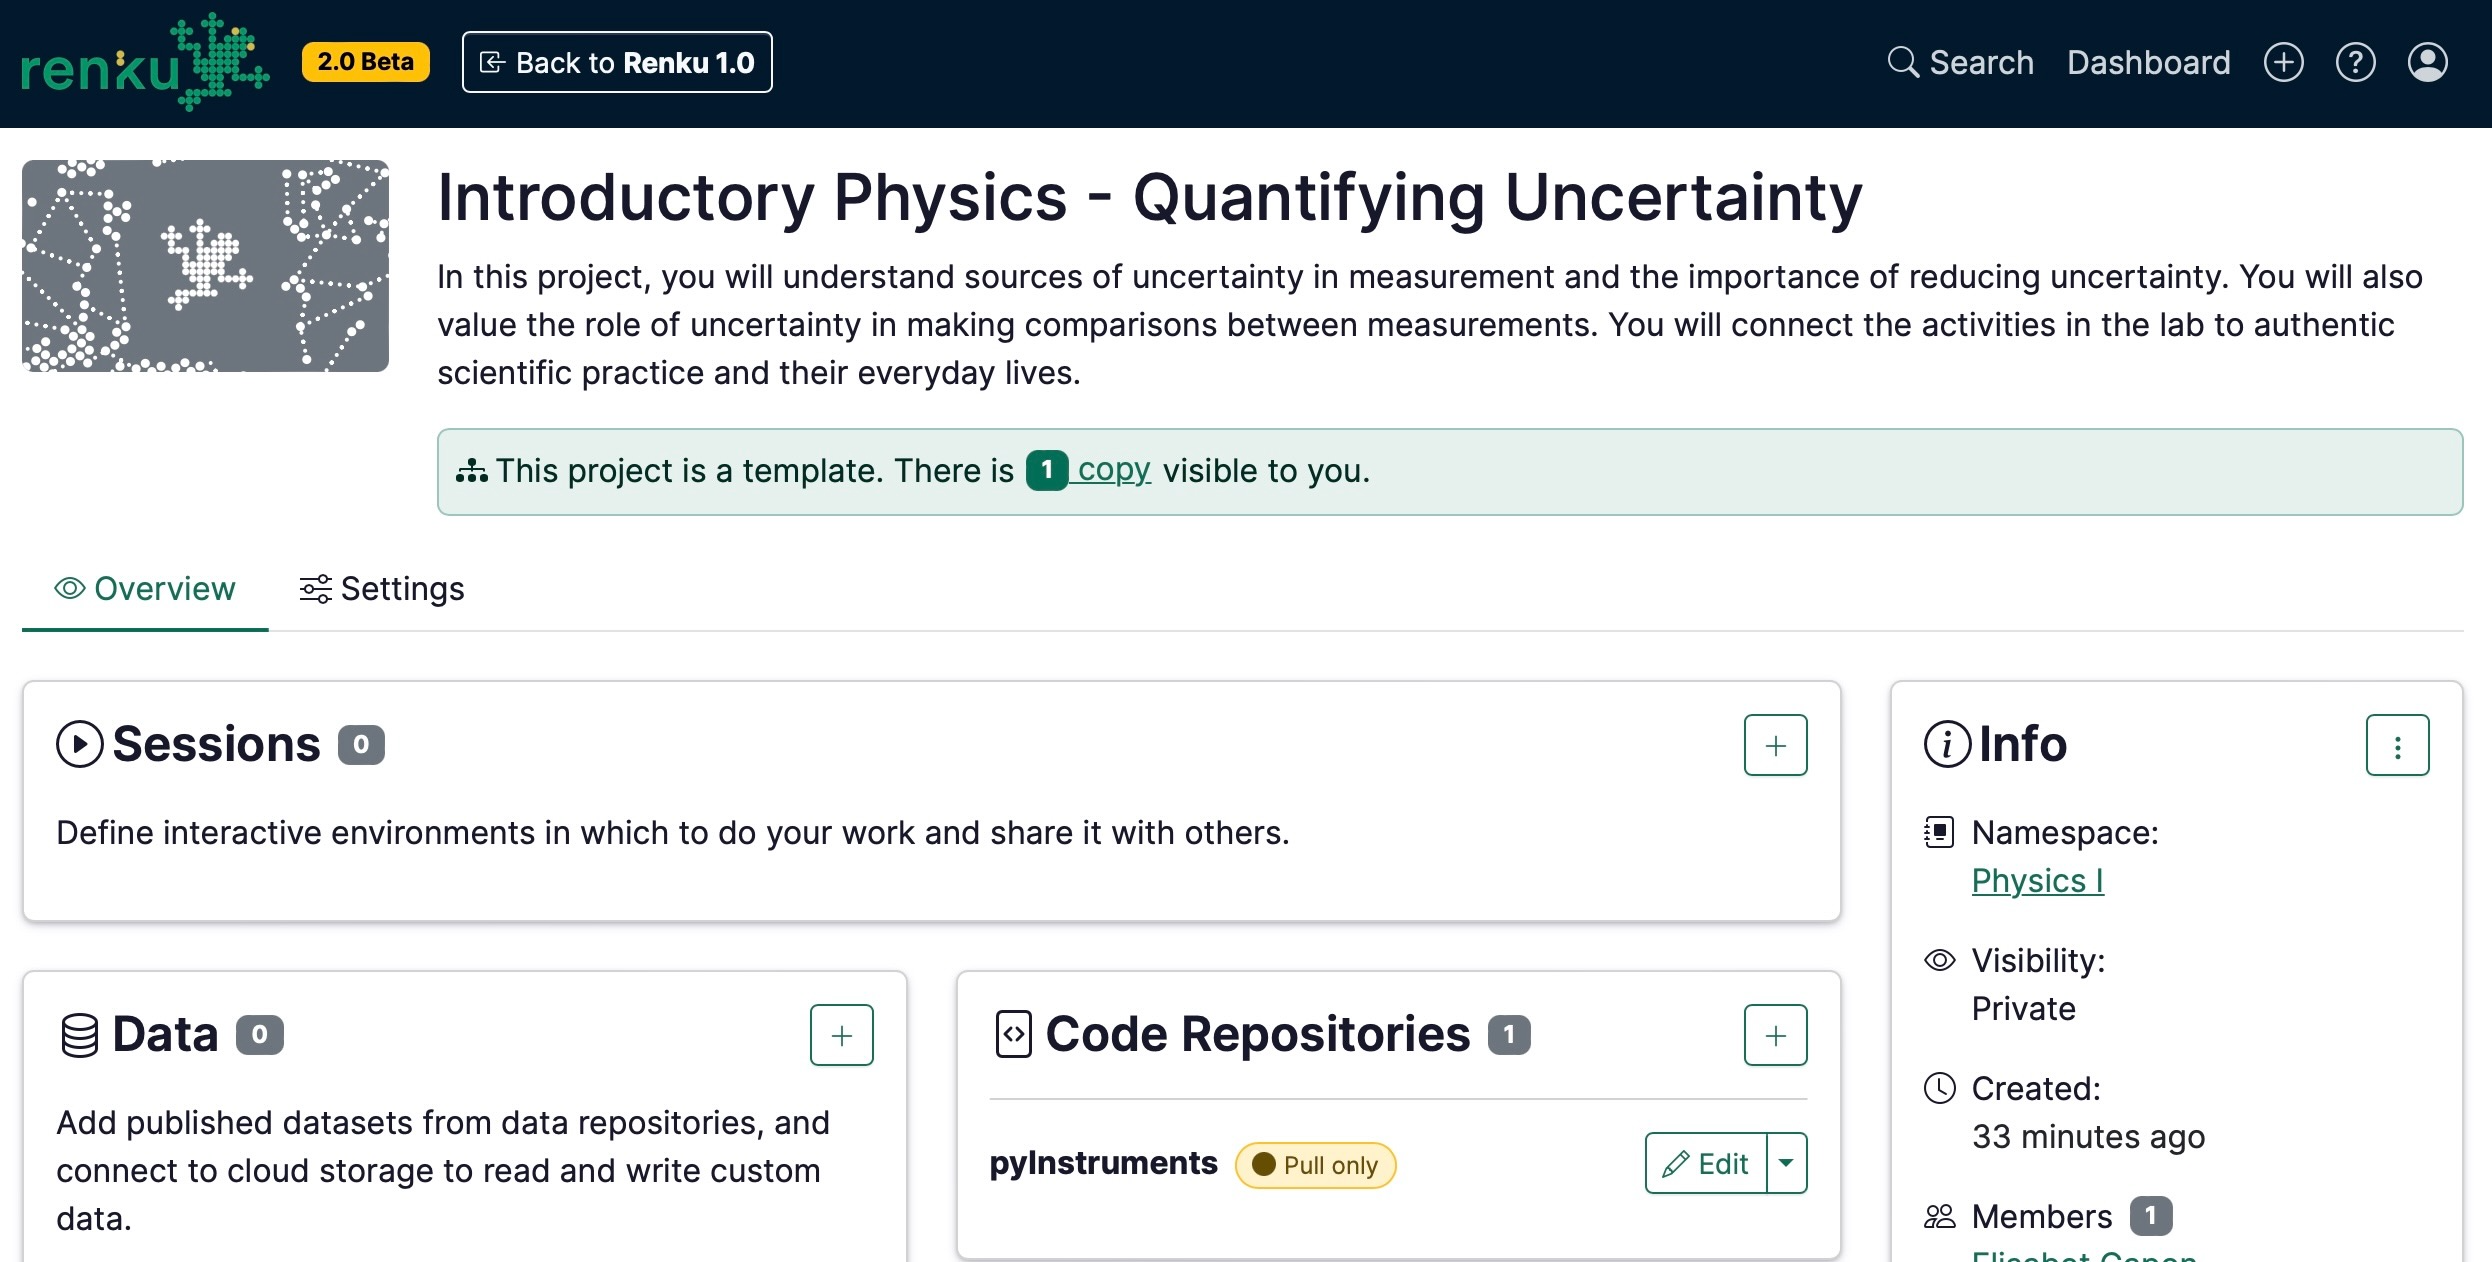 renku
2.0 Beta
Back to Renku 1.0
Search
Dashboard
Introductory Physics - Quantifying Uncertainty
In this project, you will understand sources of uncertainty in measurement and the importance of reducing uncertainty. You will also
value the role of uncertainty in making comparisons between measurements. You will connect the activities in the lab to authentic
scientific practice and their everyday lives.
This project is a template. There is 1 copy visible to you.
Overview
Settings
Sessions 0
Define interactive environments in which to do your work and share it with others.
Data 0
Add published datasets from data repositories, and
connect to cloud storage to read and write custom
data.
Code Repositories 1
pyInstruments
Pull only
Edit
Info
Namespace:
Physics I
Visibility:
Private
Created:
33 minutes ago
Members 1